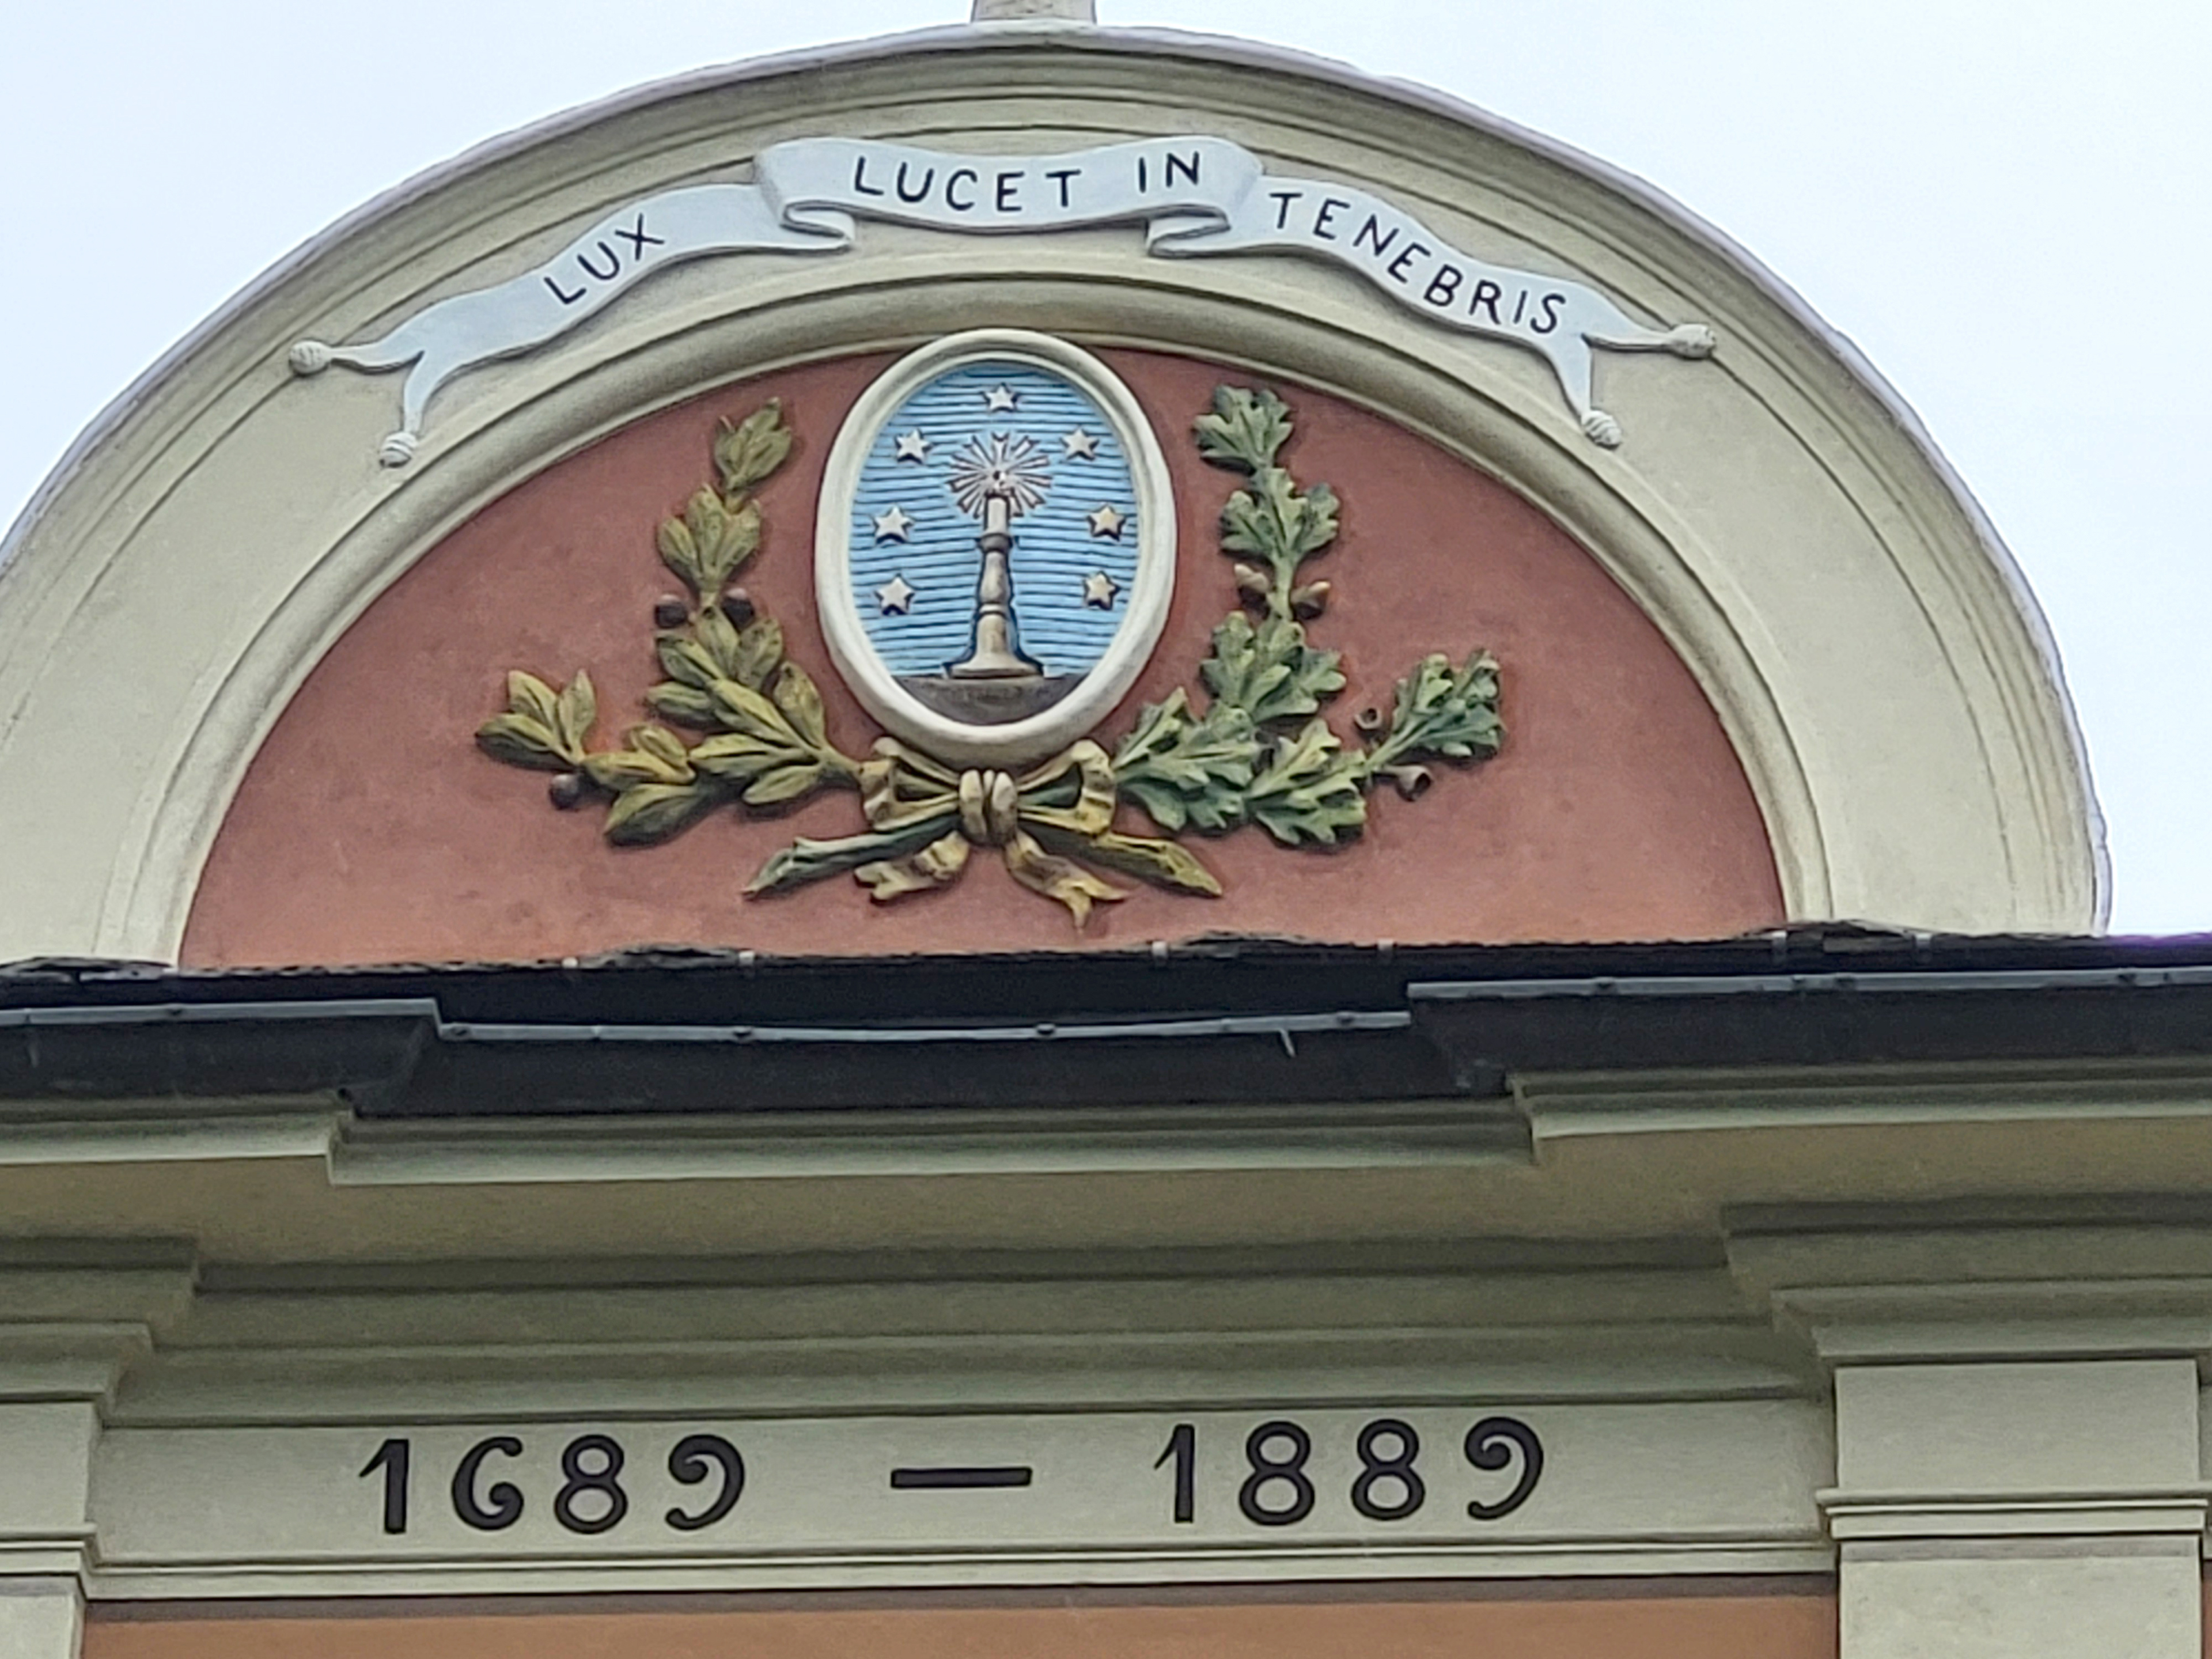 LUX LUCET IN TENEBRIS
1689 — 1889